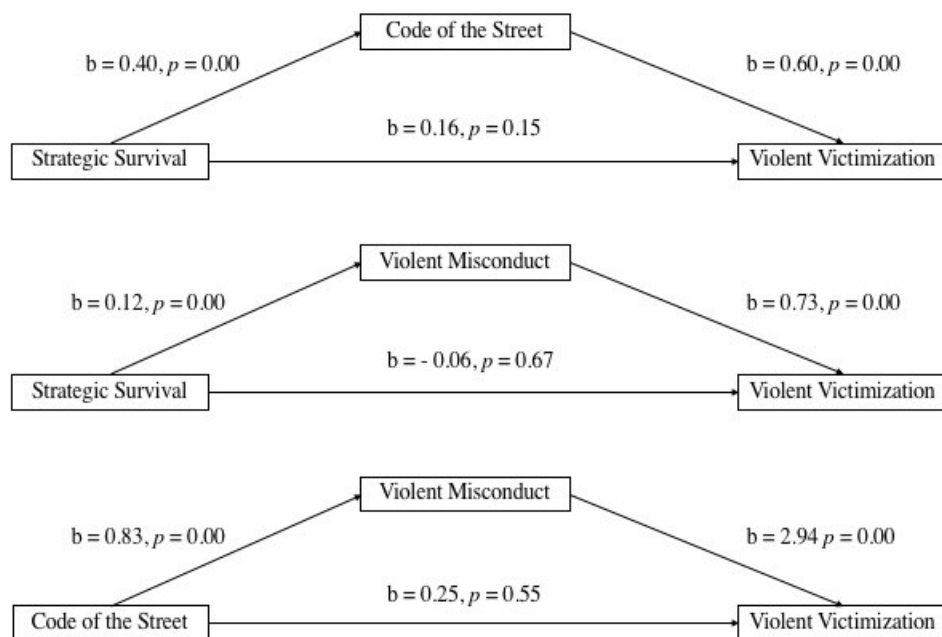 Code of the Street
b = 0.40, p = 0.00
b = 0.60, p = 0.00
b = 0.16, p = 0.15
Strategic Survival
Violent Victimization
Violent Misconduct
b = 0.12, p = 0.00
b = 0.73, p = 0.00
b = - 0.06, p = 0.67
Strategic Survival
Violent Victimization
Violent Misconduct
b = 0.83, p = 0.00
b = 2.94 p = 0.00
b = 0.25, p = 0.55
Code of the Street
Violent Victimization